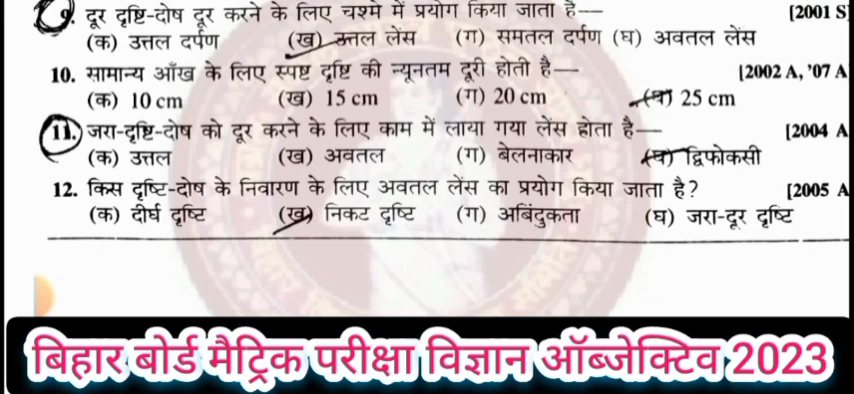 9. दूर दृष्टि-दोष दूर करने के लिए चश्मे में प्रयोग किया जाता है— [2001 S]
(क) उत्तल दर्पण (ख) उत्तल लेंस (ग) समतल दर्पण (घ) अवतल लेंस
10. सामान्य आँख के लिए स्पष्ट दृष्टि की न्यूनतम दूरी होती है— [2002 A, '07 A
(क) 10 cm (ख) 15 cm (ग) 20 cm (घ) 25 cm
11. जरा-दृष्टि-दोष को दूर करने के लिए काम में लाया गया लेंस होता है— [2004 A
(क) उत्तल (ख) अवतल (ग) बेलनाकार (घ) द्विफोकसी
12. किस दृष्टि-दोष के निवारण के लिए अवतल लेंस का प्रयोग किया जाता है? [2005 A
(क) दीर्घ दृष्टि (ख) निकट दृष्टि (ग) अबिंदुकता (घ) जरा-दूर दृष्टि
बिहार बोर्ड मैट्रिक परीक्षा विज्ञान ऑब्जेक्टिव 2023